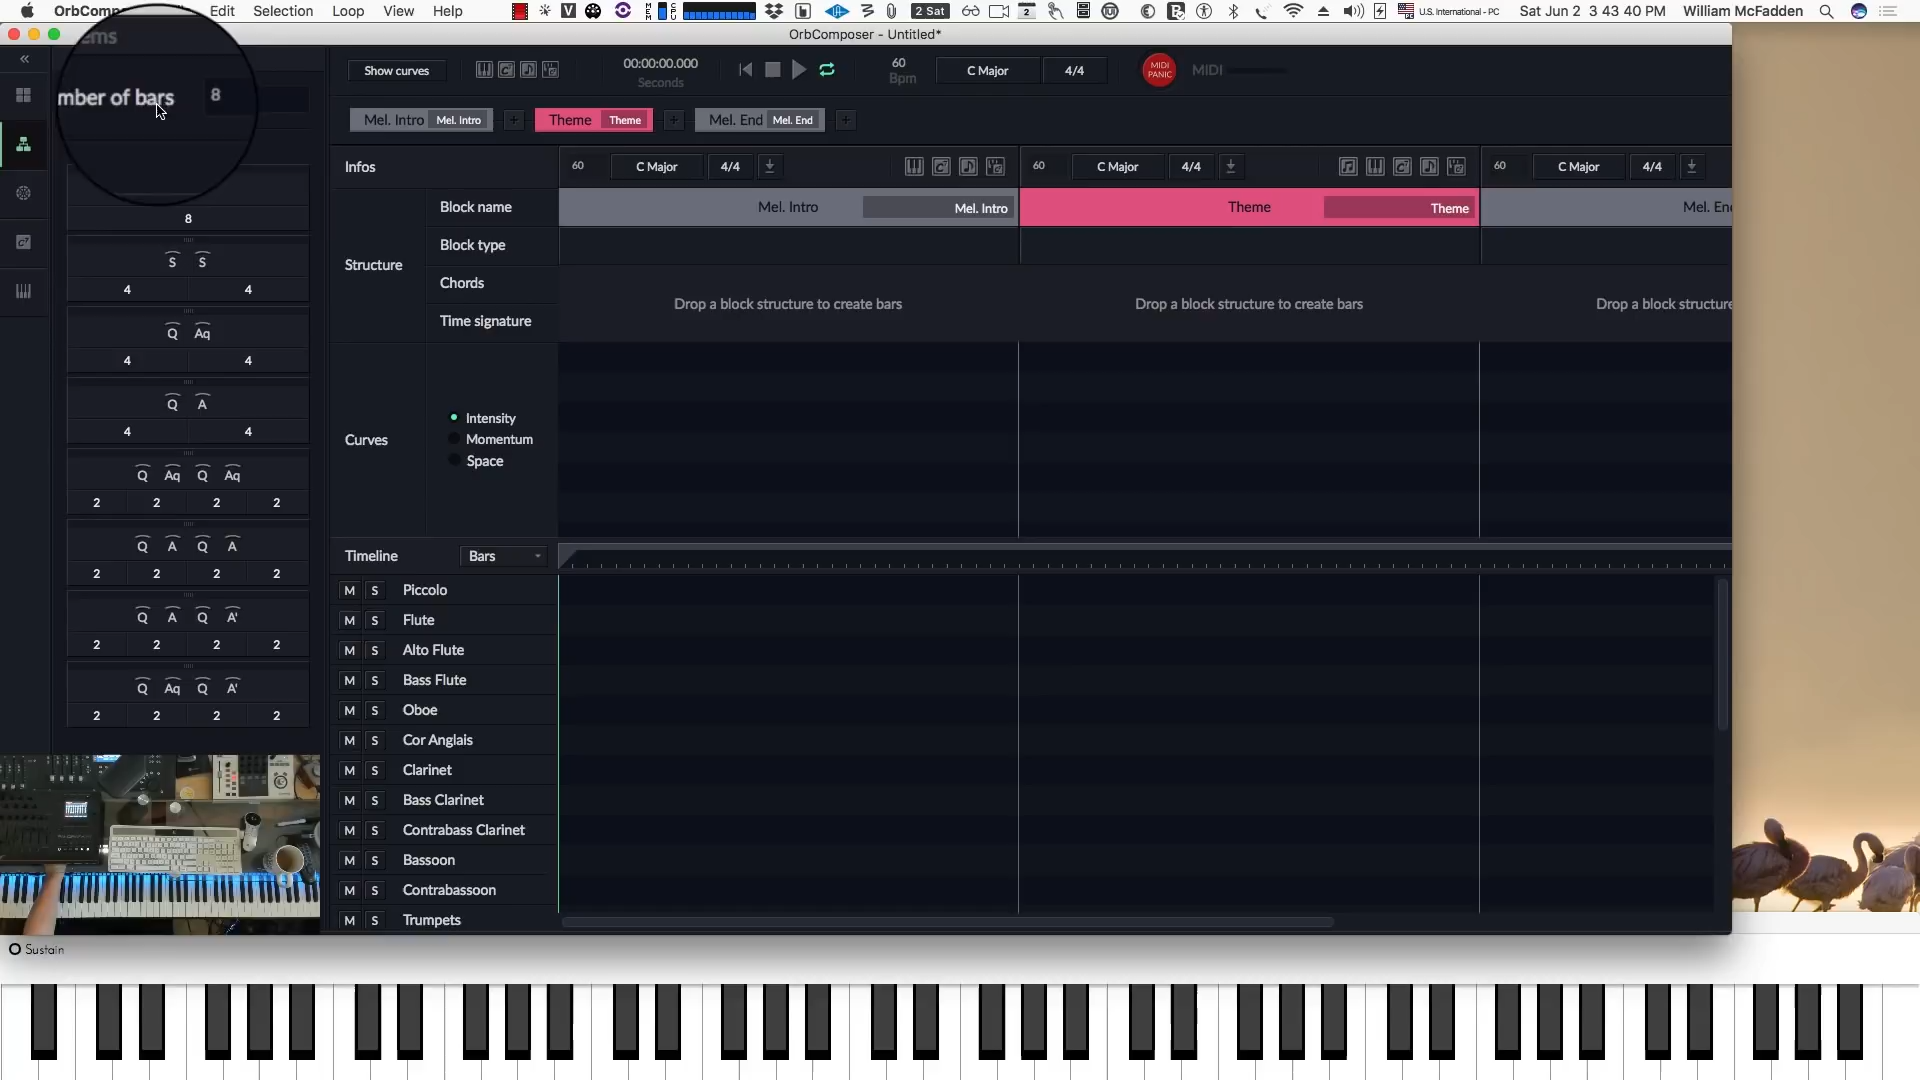 OrbCom Edit Selection Loop View Help 2 Sat 2 U.S. International - PC Sat Jun 2 3 43 40 PM William McFadden
ems
OrbComposer - Untitled*
mber of bars 8
Show curves
00:00:00.000
Seconds
60
Bpm
C Major
4/4
MIDI
PANIC
MIDI
Mel. Intro Mel. Intro + Theme Theme + Mel. End Mel. End +
Infos 60 C Major 4/4 60 C Major 4/4 60 C Major 4/4
Structure
Block name Mel. Intro Mel. Intro Theme Theme Mel. En
Block type
Chords
Drop a block structure to create bars Drop a block structure to create bars Drop a block structure
Time signature
8
S S
4 4
Q Aq
4 4
Q A
4 4
Q Aq Q Aq
2 2 2 2
Q A Q A
2 2 2 2
Q A Q A'
2 2 2 2
Q Aq Q A'
2 2 2 2
Curves
Intensity
Momentum
Space
Timeline Bars
M S Piccolo
M S Flute
M S Alto Flute
M S Bass Flute
M S Oboe
M S Cor Anglais
M S Clarinet
M S Bass Clarinet
M S Contrabass Clarinet
M S Bassoon
M S Contrabassoon
M S Trumpets
Sustain